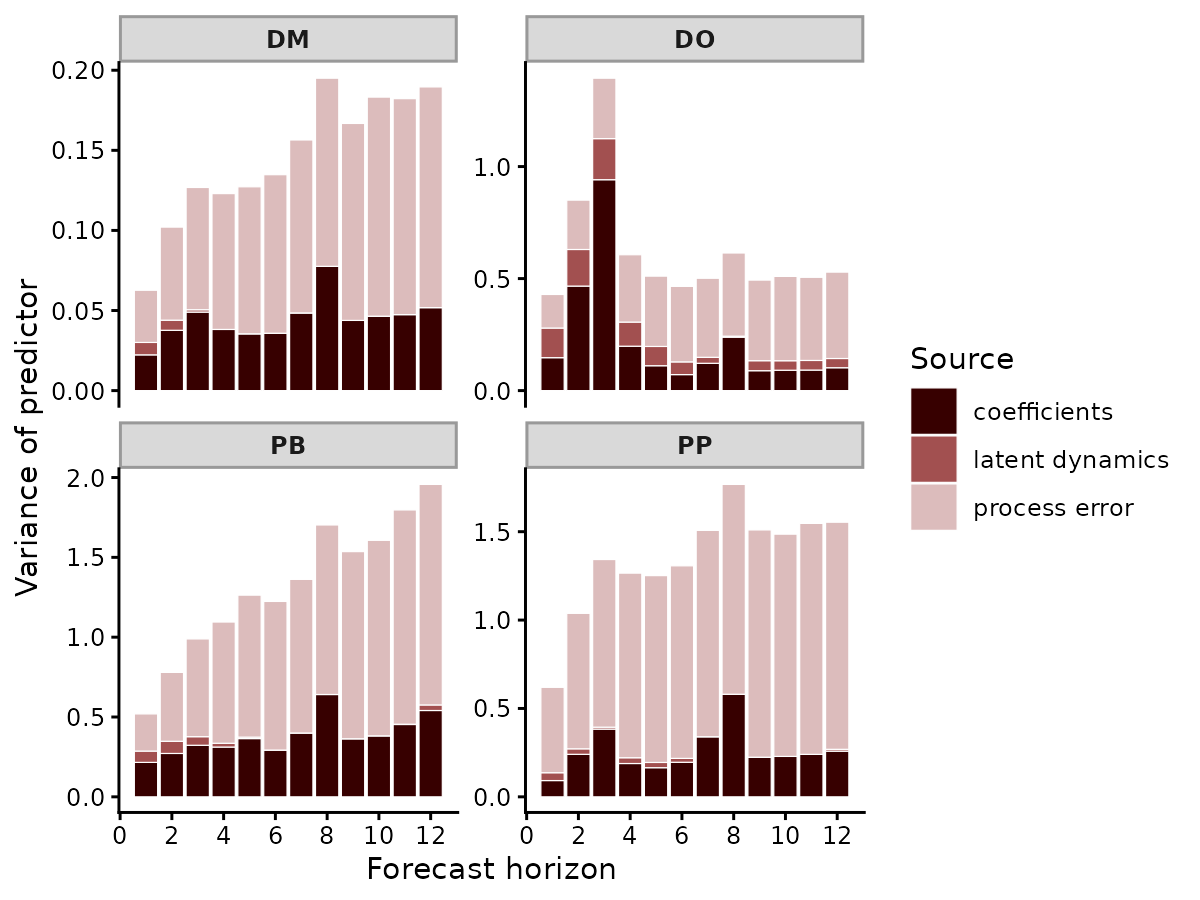 DM
DO
0.20
0.15
0.10
0.05
0.00
1.0
0.5
0.0
Variance of predictor
PB
PP
2.0
1.5
1.0
0.5
0.0
1.5
1.0
0.5
0.0
0 2 4 6 8 10 12
0 2 4 6 8 10 12
Forecast horizon
Source
coefficients
latent dynamics
process error